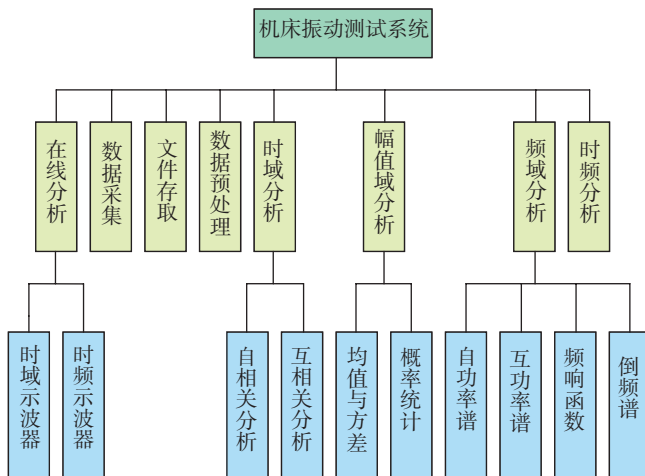 机床振动测试系统
在线分析
数据采集
文件存取
数据预处理
时域分析
幅值域分析
频域分析
时频分析
时域示波器
时频示波器
自相关分析
互相关分析
均值与方差
概率统计
自功率谱
互功率谱
频响函数
倒频谱